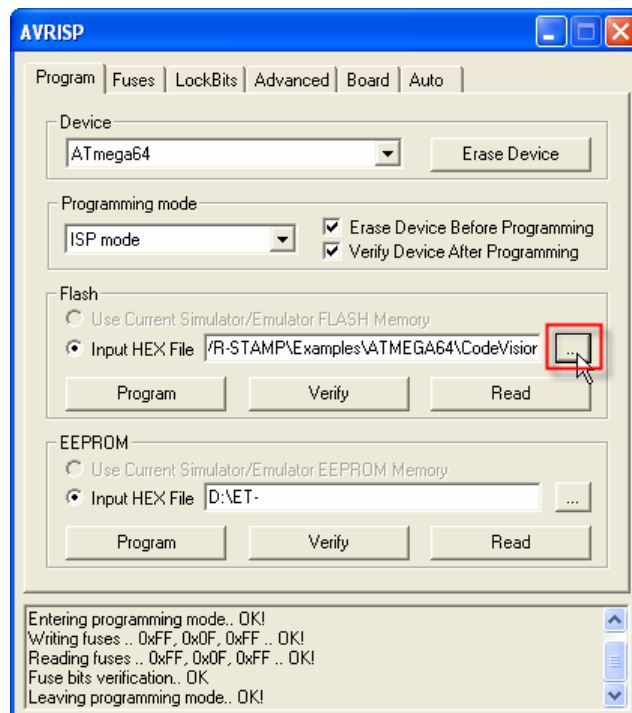 AVRISP
Program Fuses LockBits Advanced Board Auto
Device
ATmega64 Erase Device
Programming mode
ISP mode
Erase Device Before Programming
Verify Device After Programming
Flash
Use Current Simulator/Emulator FLASH Memory
Input HEX File /R-STAMP\Examples\ATMEGA64\CodeVision ...
Program Verify Read
EEPROM
Use Current Simulator/Emulator EEPROM Memory
Input HEX File D:\ET- ...
Program Verify Read
Entering programming mode.. OK!
Writing fuses .. 0xFF, 0x0F, 0xFF .. OK!
Reading fuses .. 0xFF, 0x0F, 0xFF .. OK!
Fuse bits verification.. OK
Leaving programming mode.. OK!